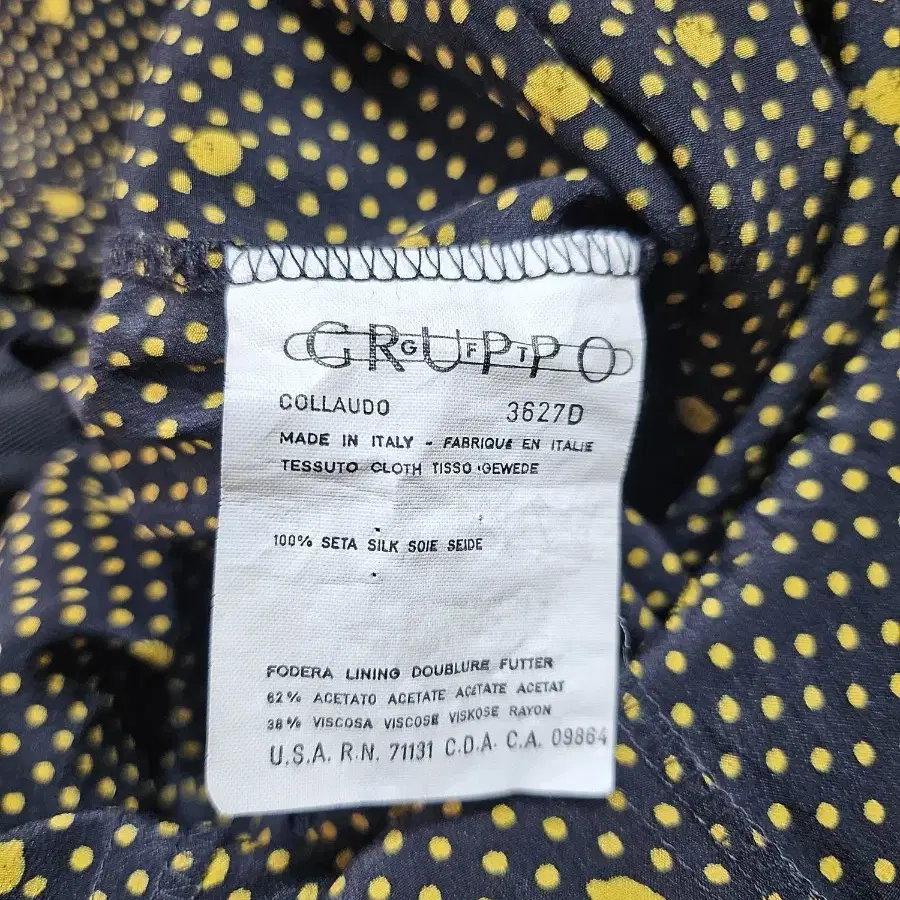 GRUPPO
GFT
COLLAUDO 3627D
MADE IN ITALY - FABRIQUE EN ITALIE
TESSUTO CLOTH TISSO GEWEDE
100% SETA SILK SOIE SEIDE
FODERA LINING DOUBLURE FUTTER
62% ACETATO ACETATE ACÉTATE ACETAT
38% VISCOSA VISCOSE VISKOSE RAYON
U.S.A. R.N. 71131 C.D.A. C.A. 09864